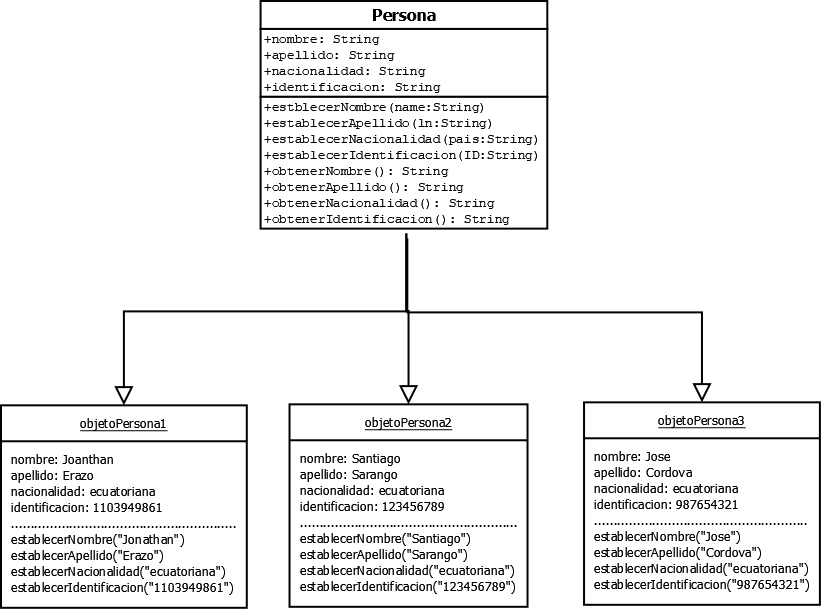 Persona
+nombre: String
+apellido: String
+nacionalidad: String
+identificacion: String
+estblecerNombre(name:String)
+establecerApellido(ln:String)
+establecerNacionalidad(pais:String)
+establecerIdentificacion(ID:String)
+obtenerNombre(): String
+obtenerApellido(): String
+obtenerNacionalidad(): String
+obtenerIdentificacion(): String
objetoPersona1
nombre: Joanthan
apellido: Erazo
nacionalidad: ecuatoriana
identificacion: 1103949861
............................................................
establecerNombre("Jonathan")
establecerApellido("Erazo")
establecerNacionalidad("ecuatoriana")
establecerIdentificacion("1103949861")
objetoPersona2
nombre: Santiago
apellido: Sarango
nacionalidad: ecuatoriana
identificacion: 123456789
.........................................................
establecerNombre("Santiago")
establecerApellido("Sarango")
establecerNacionalidad("ecuatoriana")
establecerIdentificacion("123456789")
objetoPersona3
nombre: Jose
apellido: Cordova
nacionalidad: ecuatoriana
identificacion: 987654321
.........................................................
establecerNombre("Jose")
establecerApellido("Cordova")
establecerNacionalidad("ecuatoriana")
establecerIdentificacion("987654321")